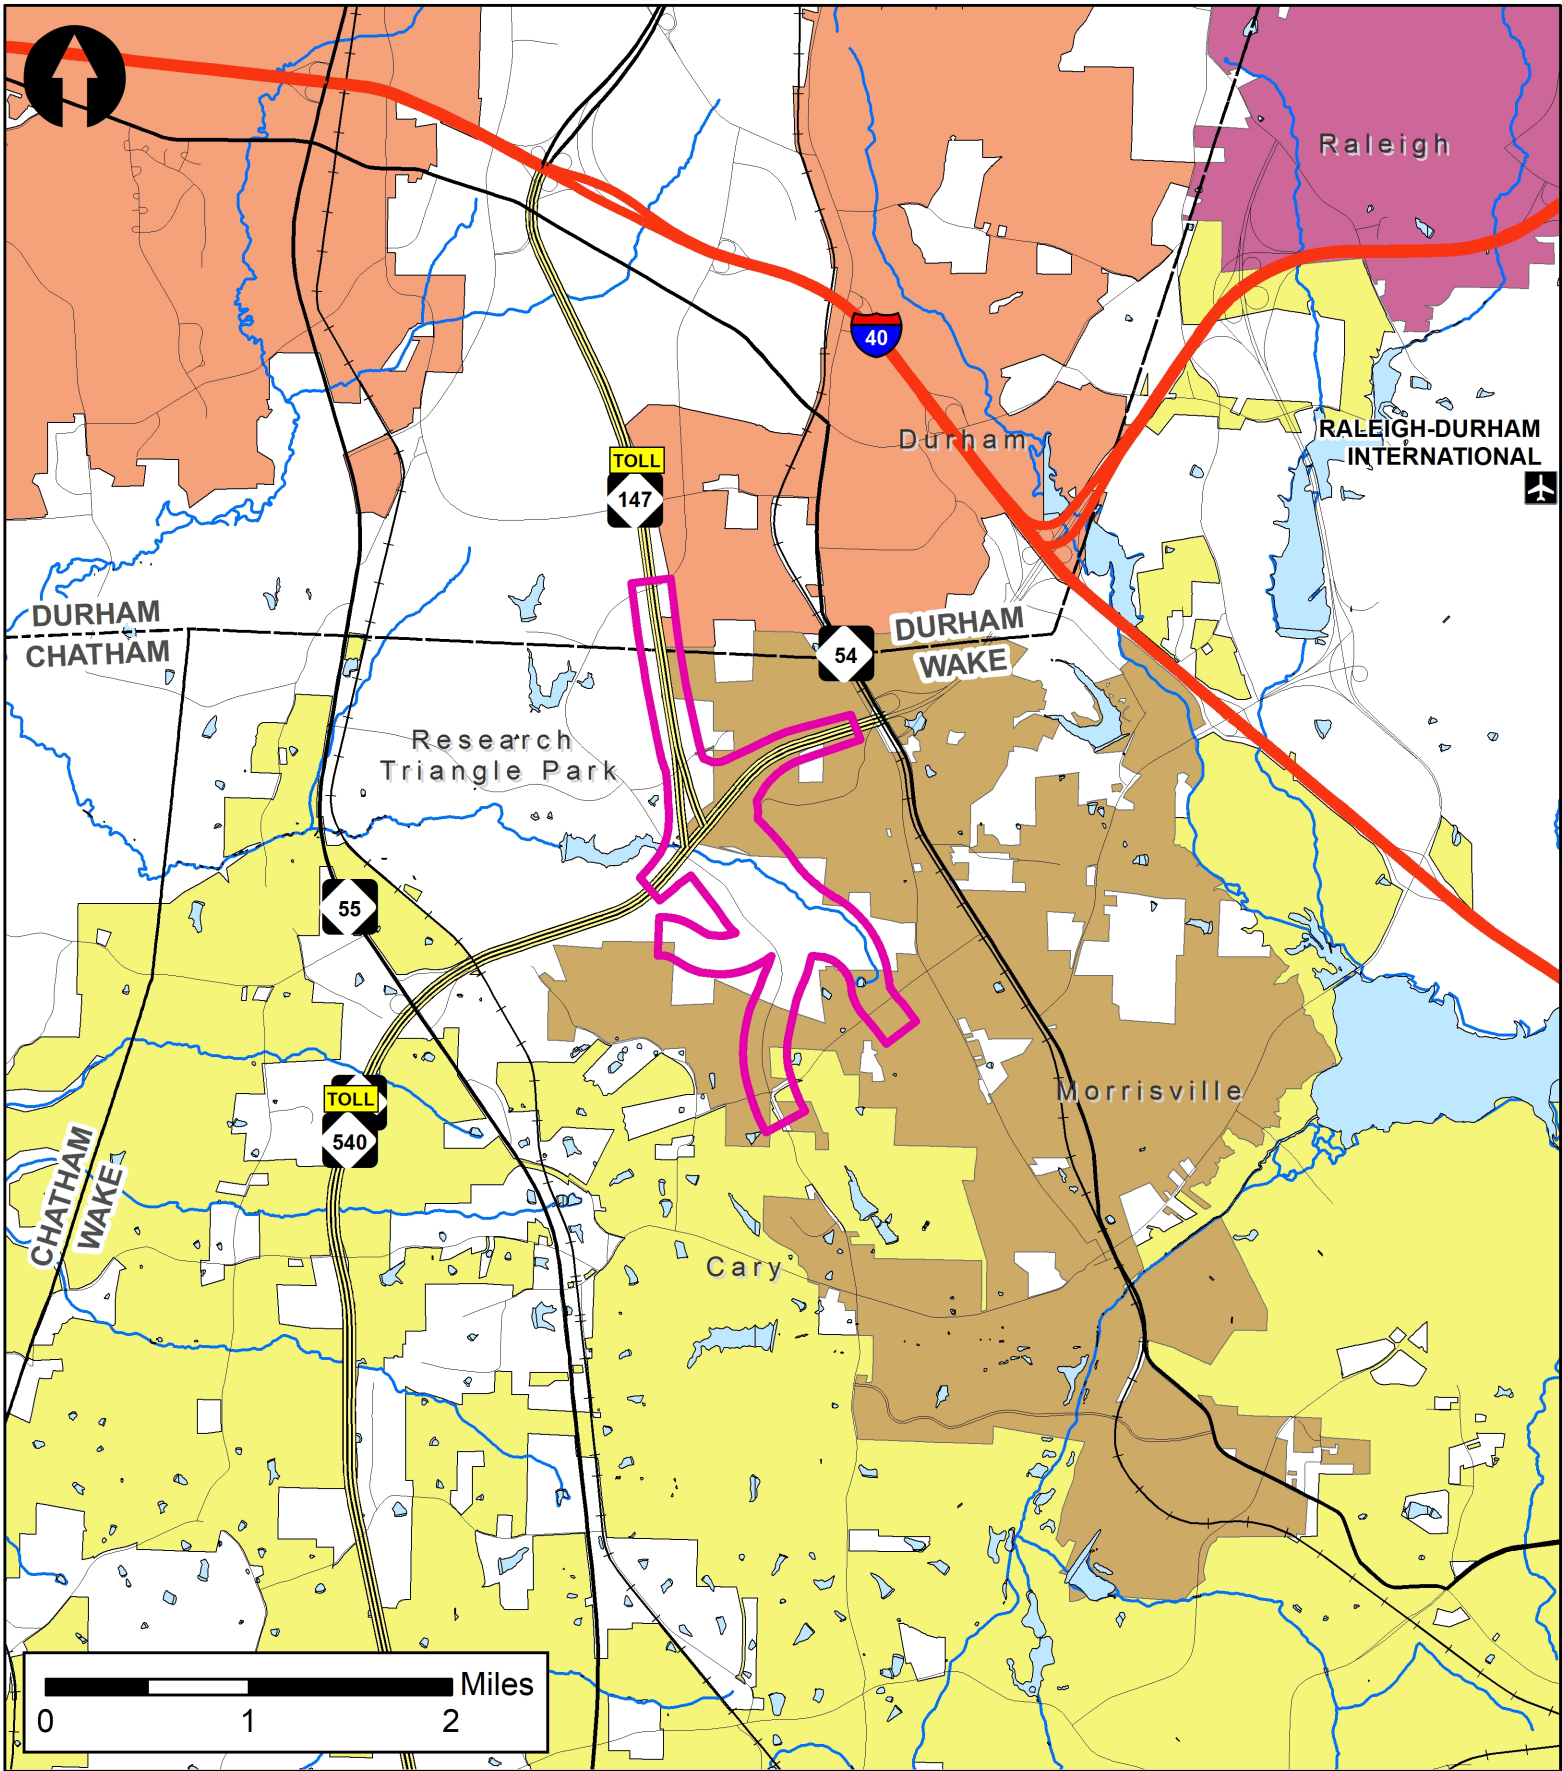 Raleigh
40
RALEIGH-DURHAM
INTERNATIONAL
Durham
TOLL
147
DURHAM
CHATHAM
DURHAM
WAKE
54
Research
Triangle Park
55
TOLL
540
Morrisville
CHATHAM
WAKE
Cary
Miles
0 1 2